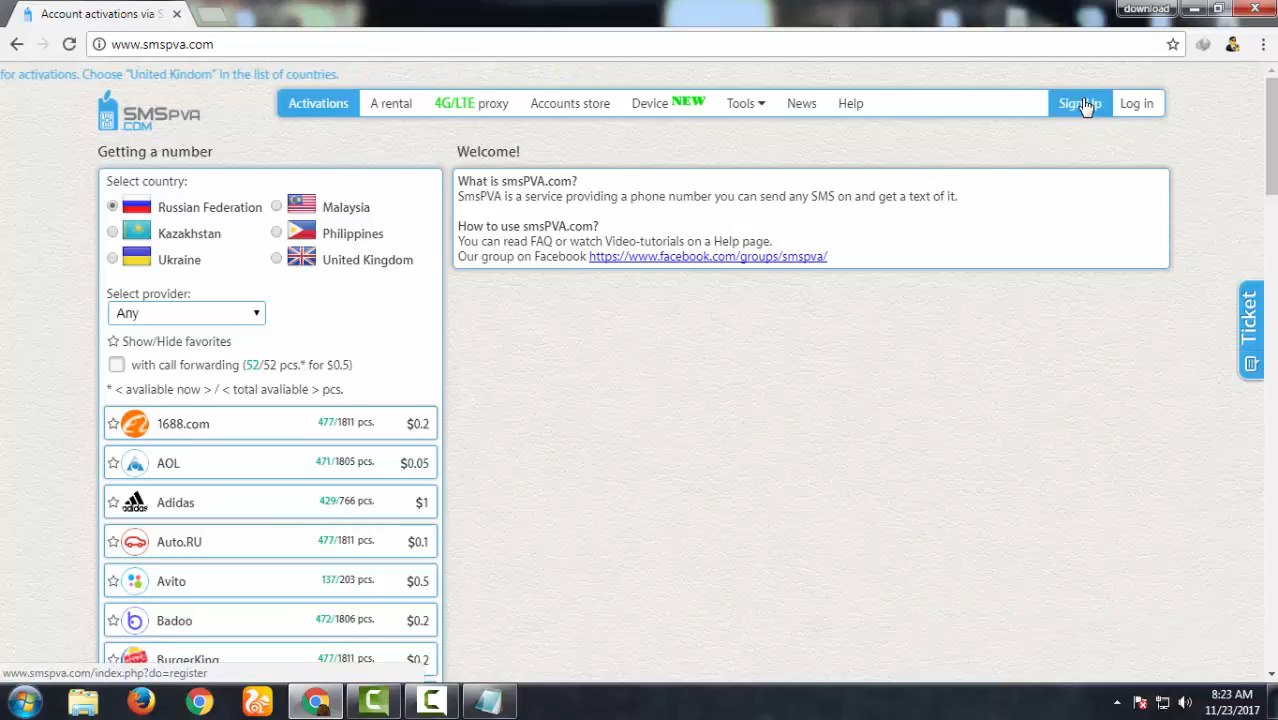 download
Account activations via S
www.smspva.com
for activations. Choose "United Kindom" in the list of countries.
SMSPVA
.COM
Activations
A rental
4G/LTE proxy
Accounts store
Device NEW
Tools
News
Help
Log in
Getting a number
Select country:
Russian Federation
Malaysia
Kazakhstan
Philippines
Ukraine
United Kingdom
Select provider:
Any
Show/Hide favorites
with call forwarding (52/52 pcs.* for $0.5)
* < avaliable now > / < total available > pcs.
1688.com 477/1811 pcs. $0.2
AOL 471/1805 pcs. $0.05
Adidas 429/766 pcs. $1
Auto.RU 477/1811 pcs. $0.1
Avito 137/203 pcs. $0.5
Badoo 472/1806 pcs. $0.2
BurgerKing 477/1811 pcs. $0.2
Welcome!
What is smsPVA.com?
SmsPVA is a service providing a phone number you can send any SMS on and get a text of it.
How to use smsPVA.com?
You can read FAQ or watch Video-tutorials on a Help page.
Our group on Facebook https://www.facebook.com/groups/smspva/
Ticket
www.smspva.com/index.php?do=register
8:23 AM
11/23/2017